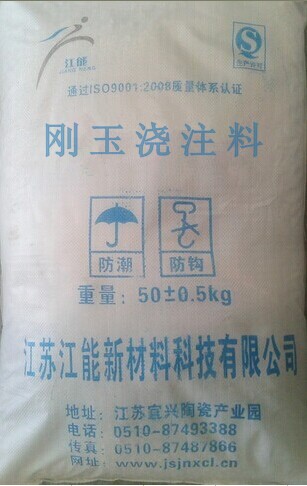 江能
JIANG NENG
通过ISO9001:2008质量体系认证
刚玉浇注料
防潮
防钩
重量: 50±0.5kg
江苏江能新材料科技有限公司
地址: 江苏宜兴陶瓷产业园
电话: 0510-87493388
传真: 0510-87487866
网址: www.jsjnxcl.cn